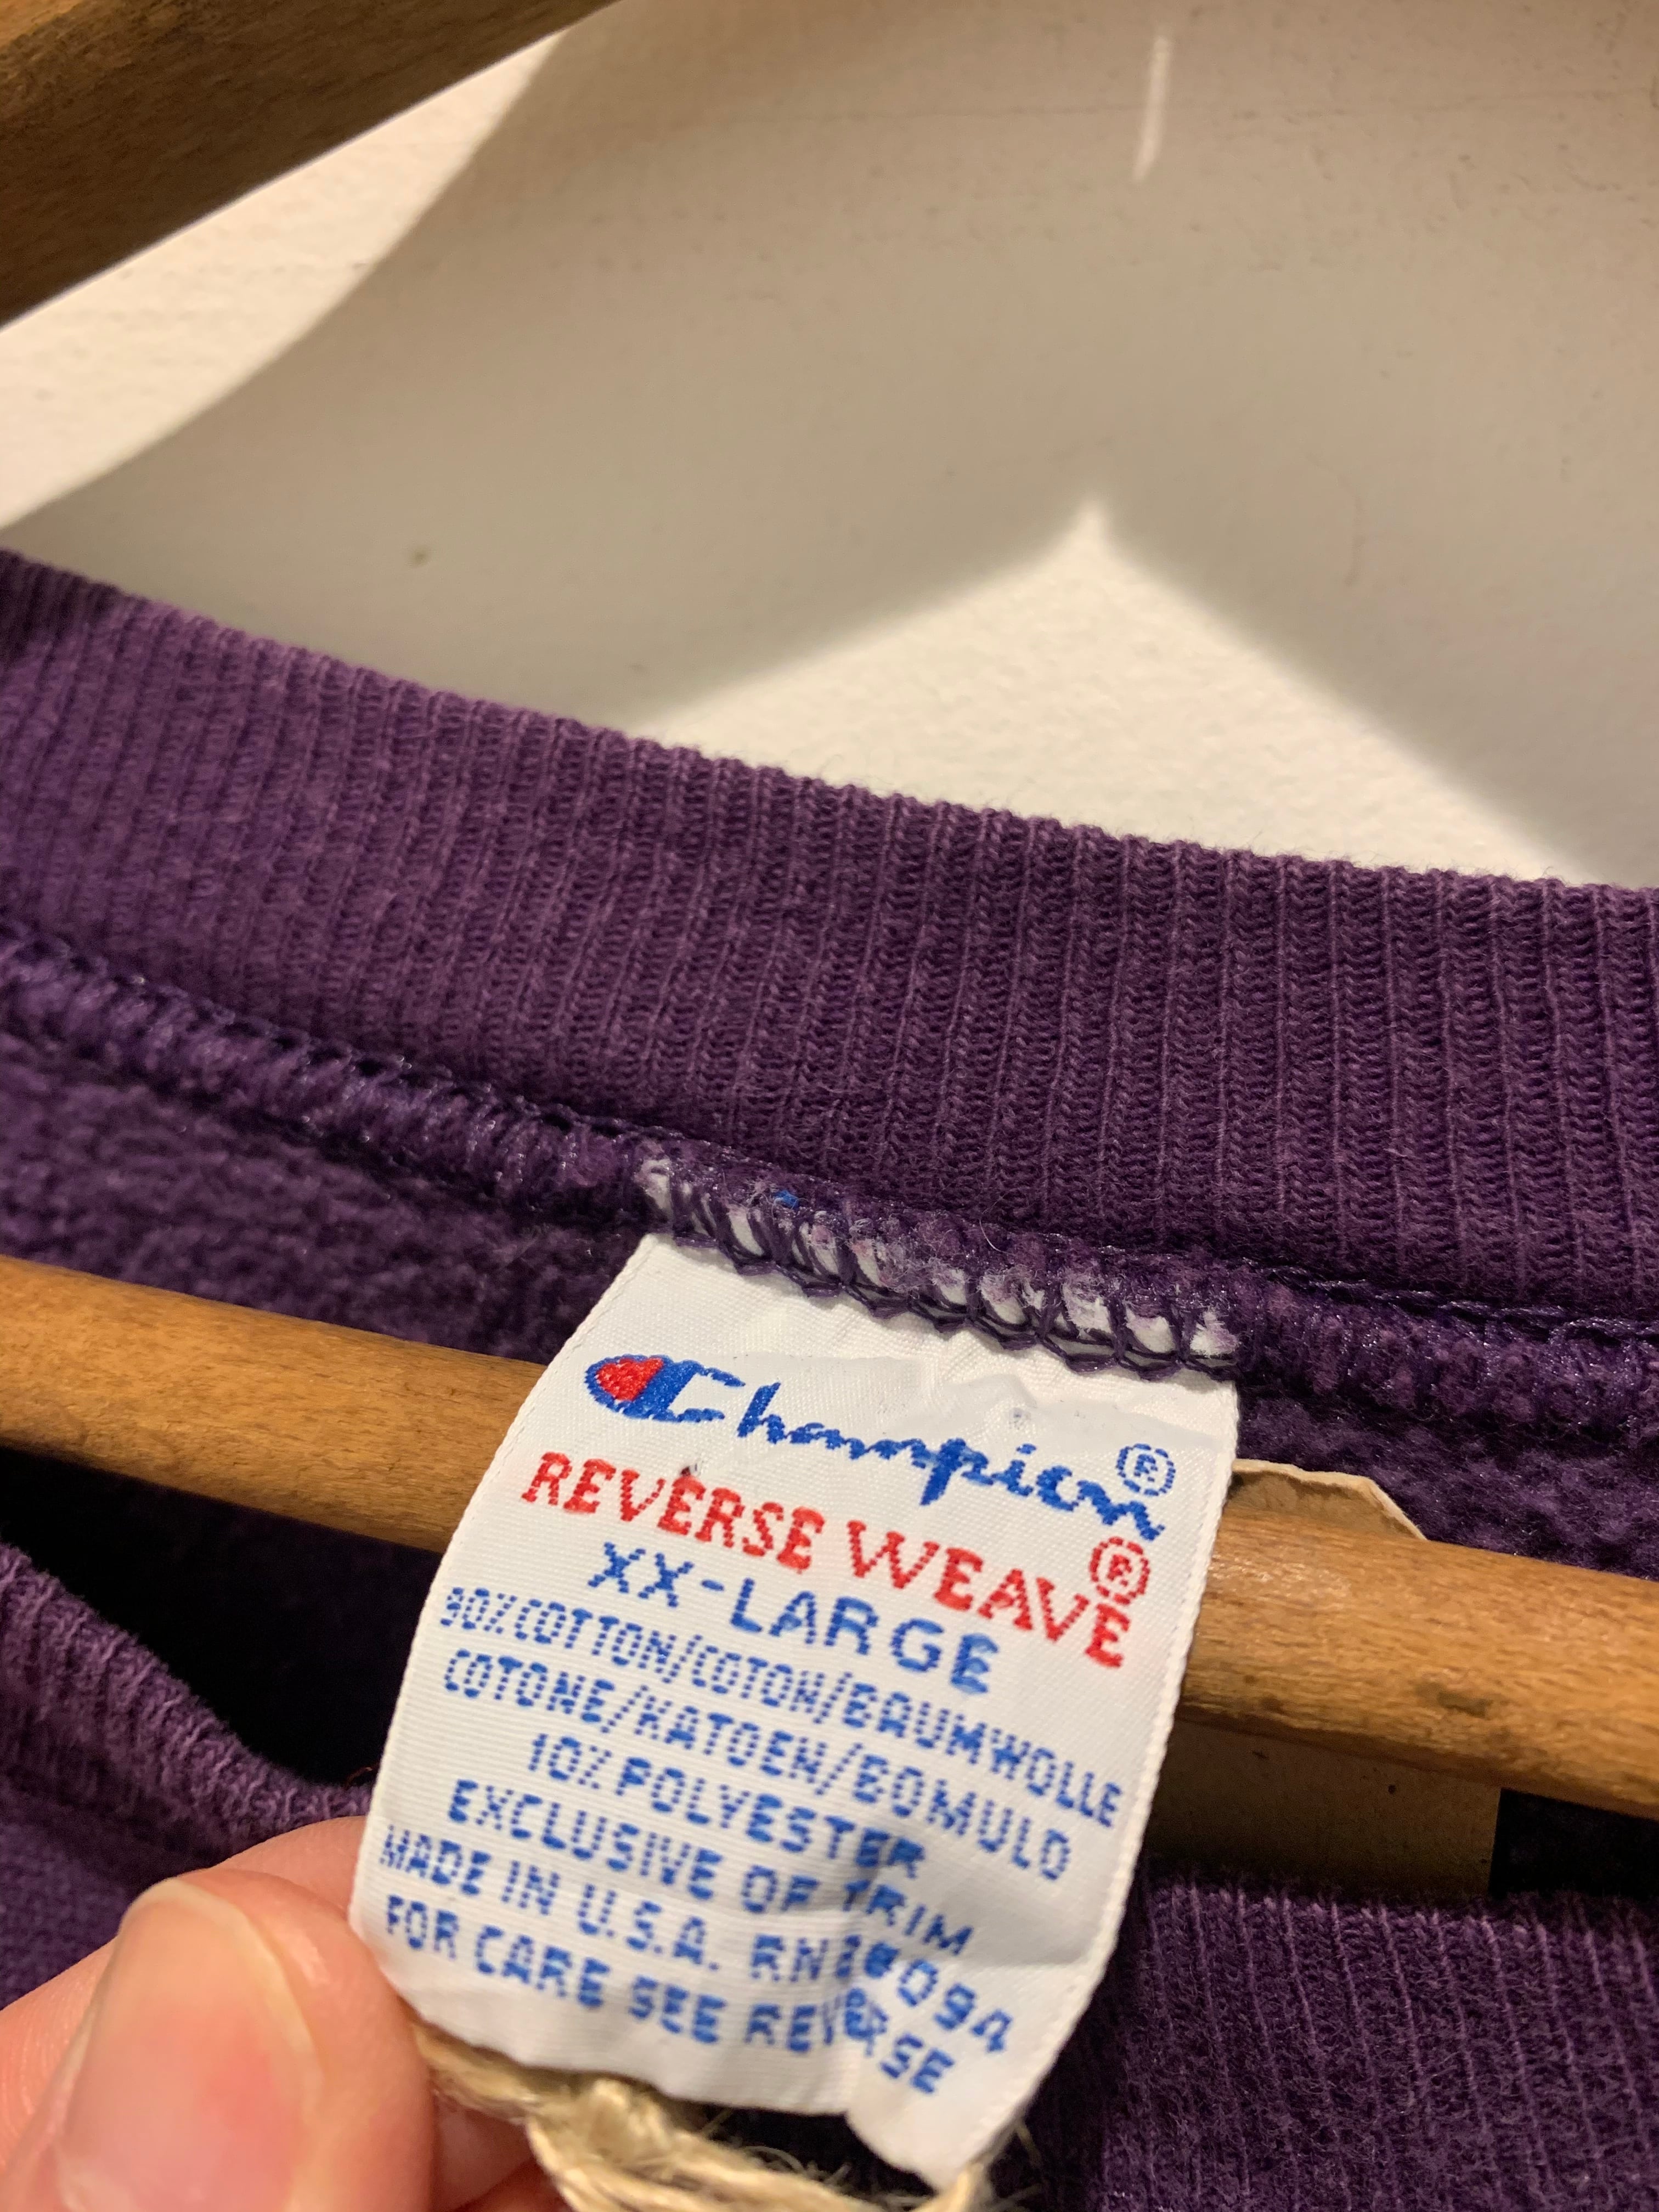 Champion®
REVERSE WEAVE®
XX-LARGE
90% COTTON/COTON/BAUMWOLLE
COTONE/KATOEN/BOMULD
10% POLYESTER
EXCLUSIVE OF TRIM
MADE IN U.S.A. RN26094
FOR CARE SEE REVERSE